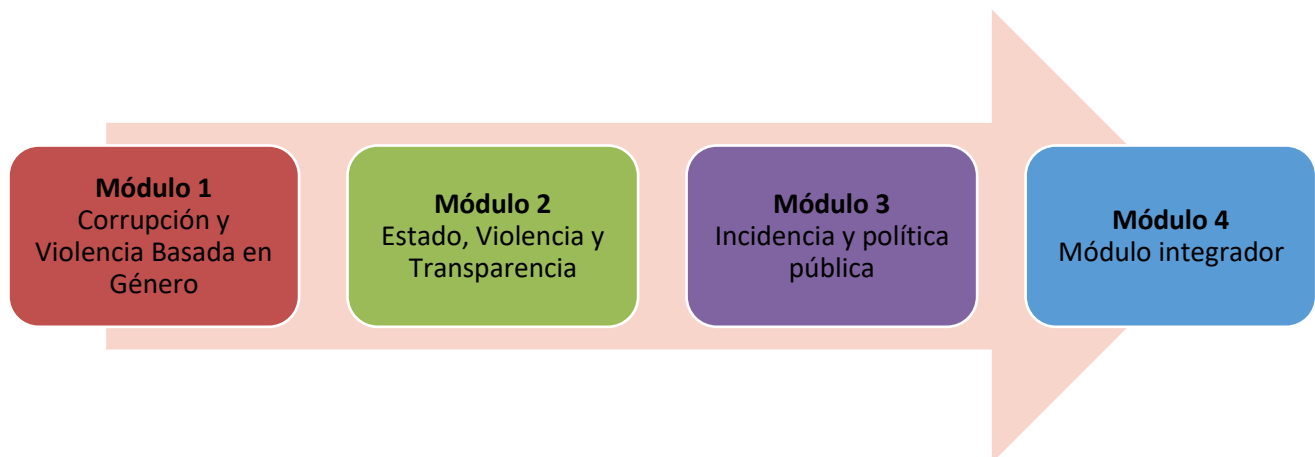 Módulo 1
Corrupción y
Violencia Basada en
Género
Módulo 2
Estado, Violencia y
Transparencia
Módulo 3
Incidencia y política
pública
Módulo 4
Módulo integrador